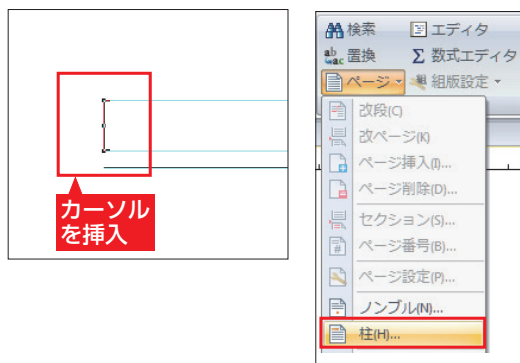 カーソル
を挿入
検索 エディタ
置換 Σ 数式エディタ
ページ 組版設定
改段(C)
改ページ(K)
ページ挿入(I)...
ページ削除(D)...
セクション(S)...
ページ番号(B)...
ページ設定(P)...
ノンブル(N)...
柱(H)...